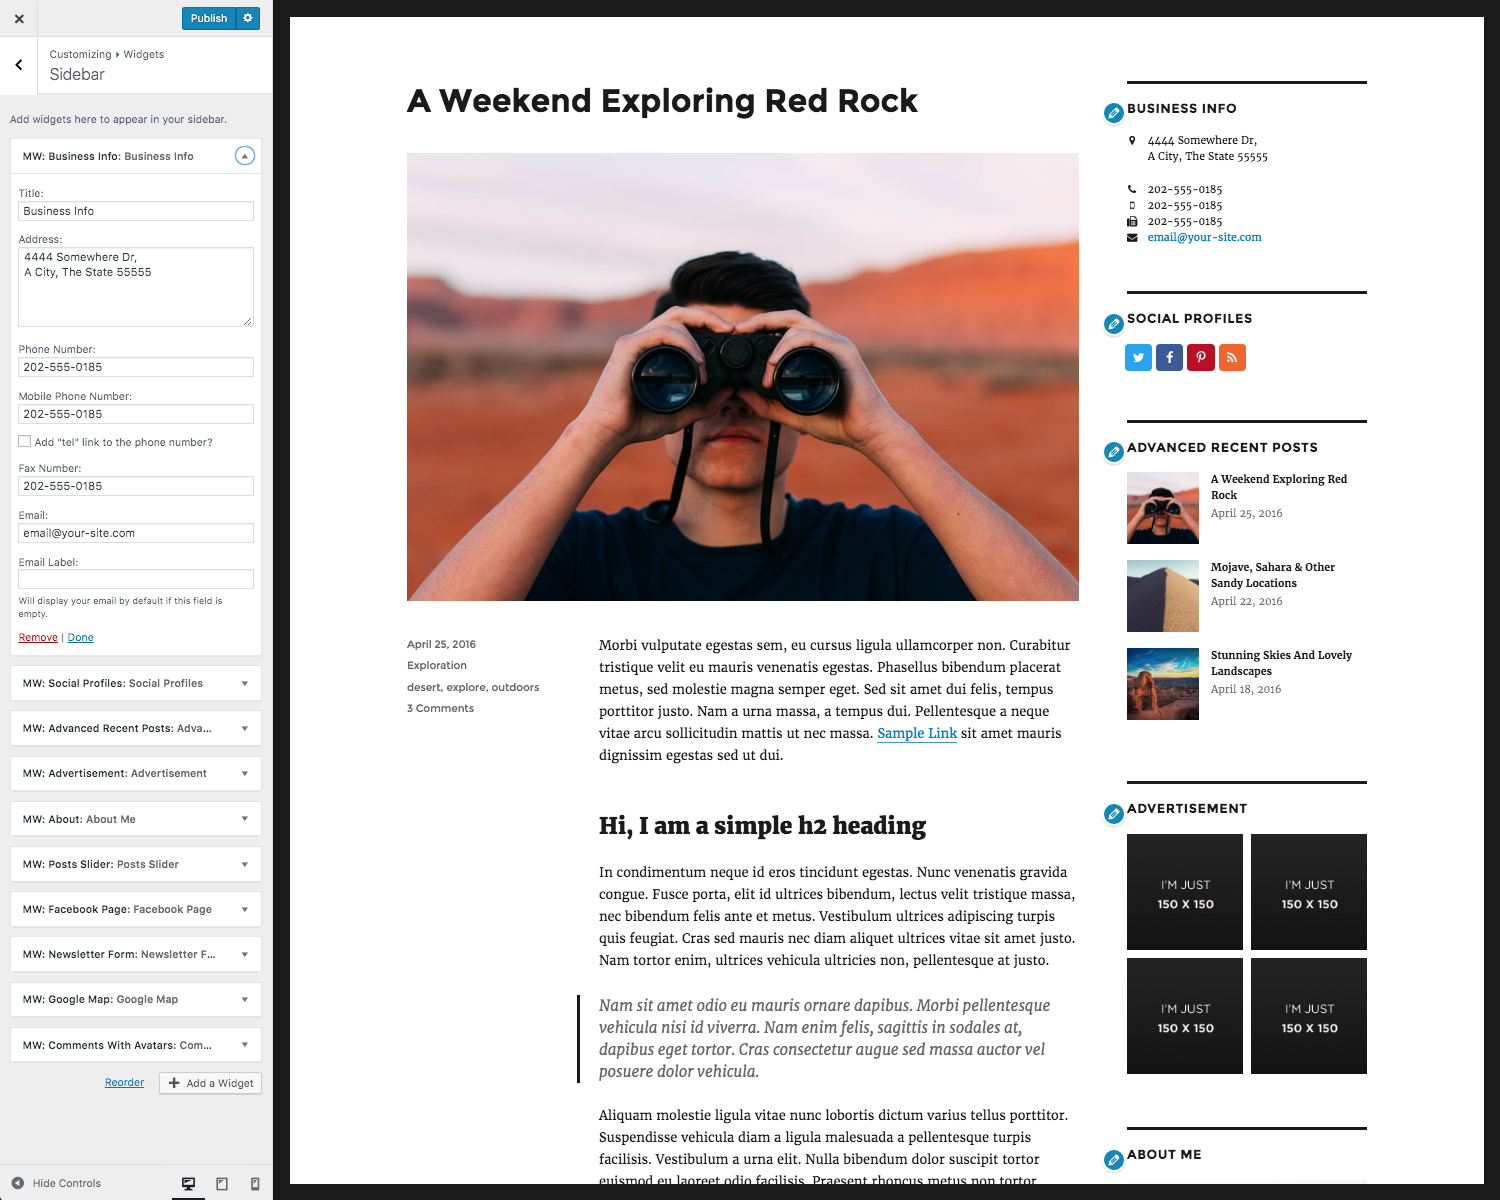 Publish
Customizing ▸ Widgets
Sidebar
Add widgets here to appear in your sidebar.
MW: Business Info: Business Info
Title:
Business Info
Address:
4444 Somewhere Dr,
A City, The State 55555
Phone Number:
202-555-0185
Mobile Phone Number:
202-555-0185
Add "tel" link to the phone number?
Fax Number:
202-555-0185
Email:
email@your-site.com
Email Label:
Will display your email by default if this field is
empty.
Remove | Done
MW: Social Profiles: Social Profiles
MW: Advanced Recent Posts: Adva...
MW: Advertisement: Advertisement
MW: About: About Me
MW: Posts Slider: Posts Slider
MW: Facebook Page: Facebook Page
MW: Newsletter Form: Newsletter F...
MW: Google Map: Google Map
MW: Comments With Avatars: Com...
Reorder
Add a Widget
Hide Controls
A Weekend Exploring Red Rock
April 25, 2016
Exploration
desert, explore, outdoors
3 Comments
Morbi vulputate egestas sem, eu cursus ligula ullamcorper non. Curabitur
tristique velit eu mauris venenatis egestas. Phasellus bibendum placerat
metus, sed molestie magna semper eget. Sed sit amet dui felis, tempus
porttitor justo. Nam a urna massa, a tempus dui. Pellentesque a neque
vitae arcu sollicitudin mattis ut nec massa. Sample Link sit amet mauris
dignissim egestas sed ut dui.
Hi, I am a simple h2 heading
In condimentum neque id eros tincidunt egestas. Nunc venenatis gravida
congue. Fusce porta, elit id ultrices bibendum, lectus velit tristique massa,
nec bibendum felis ante et metus. Vestibulum ultrices adipiscing turpis
quis feugiat. Cras sed mauris nec diam aliquet ultrices vitae sit amet justo.
Nam tortor enim, ultrices vehicula ultricies non, pellentesque at justo.
Nam sit amet odio eu mauris ornare dapibus. Morbi pellentesque
vehicula nisi id viverra. Nam enim felis, sagittis in sodales at,
dapibus eget tortor. Cras consectetur augue sed massa auctor vel
posuere dolor vehicula.
Aliquam molestie ligula vitae nunc lobortis dictum varius tellus porttitor.
Suspendisse vehicula diam a ligula malesuada a pellentesque turpis
facilisis. Vestibulum a urna elit. Nulla bibendum dolor suscipit tortor
euismod eu laoreet odio facilisis. Praesent rhoncus metus non tortor
BUSINESS INFO
4444 Somewhere Dr,
A City, The State 55555
202-555-0185
202-555-0185
202-555-0185
email@your-site.com
SOCIAL PROFILES
ADVANCED RECENT POSTS
A Weekend Exploring Red
Rock
April 25, 2016
Mojave, Sahara & Other
Sandy Locations
April 22, 2016
Stunning Skies And Lovely
Landscapes
April 18, 2016
ADVERTISEMENT
I'M JUST
150 X 150
I'M JUST
150 X 150
I'M JUST
150 X 150
I'M JUST
150 X 150
ABOUT ME